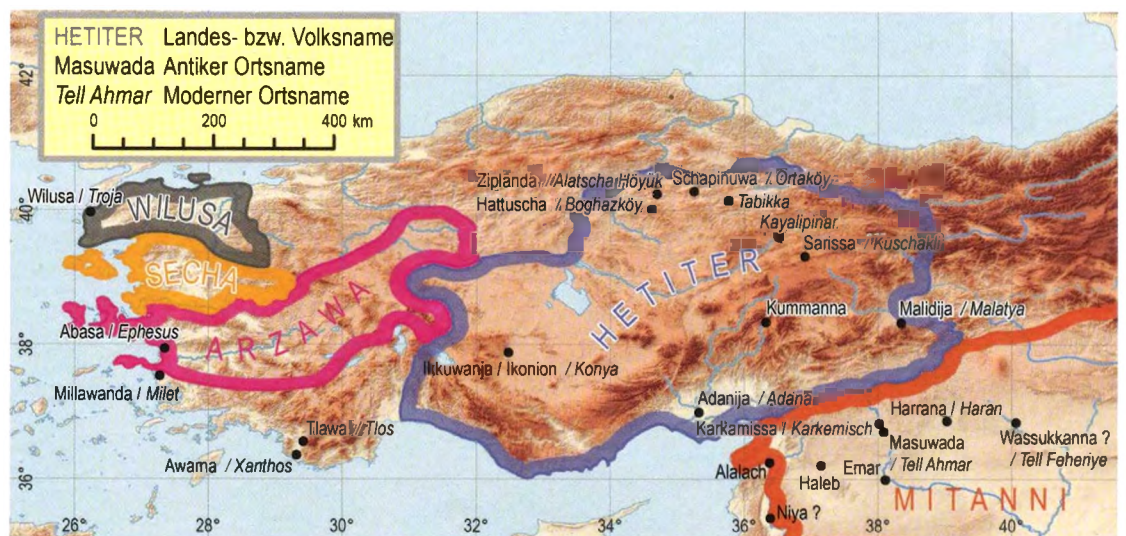 HETITER Landes- bzw. Volksname
Masuwada Antiker Ortsname
Tell Ahmar Moderner Ortsname
0 200 400 km
42°
Ziplanda / Alatscha Höyük
Schapinuwa / Ortaköy
Wilusa / Troja
WILUSA
Hattuscha / Boghazköy
Tabikka
40°
Kayalipinar
Sarissa / Kuschakli
SECHA
HETITER
Kummanna
Malidija / Malatya
ARZAWA
Abasa / Ephesus
38°
Ikkuwanja / Ikonion / Konya
Millawanda / Milet
Adanija / Adana
Harrana / Haran
Karkamissa / Karkemisch
Tlawa / Tlos
Masuwada
/ Tell Ahmar
Wassukkanna ?
/ Tell Feheriye
Awama / Xanthos
Alalach
Emar
Haleb
36°
MITANNI
Niya ?
26° 28° 30° 32° 34° 36° 38° 40°